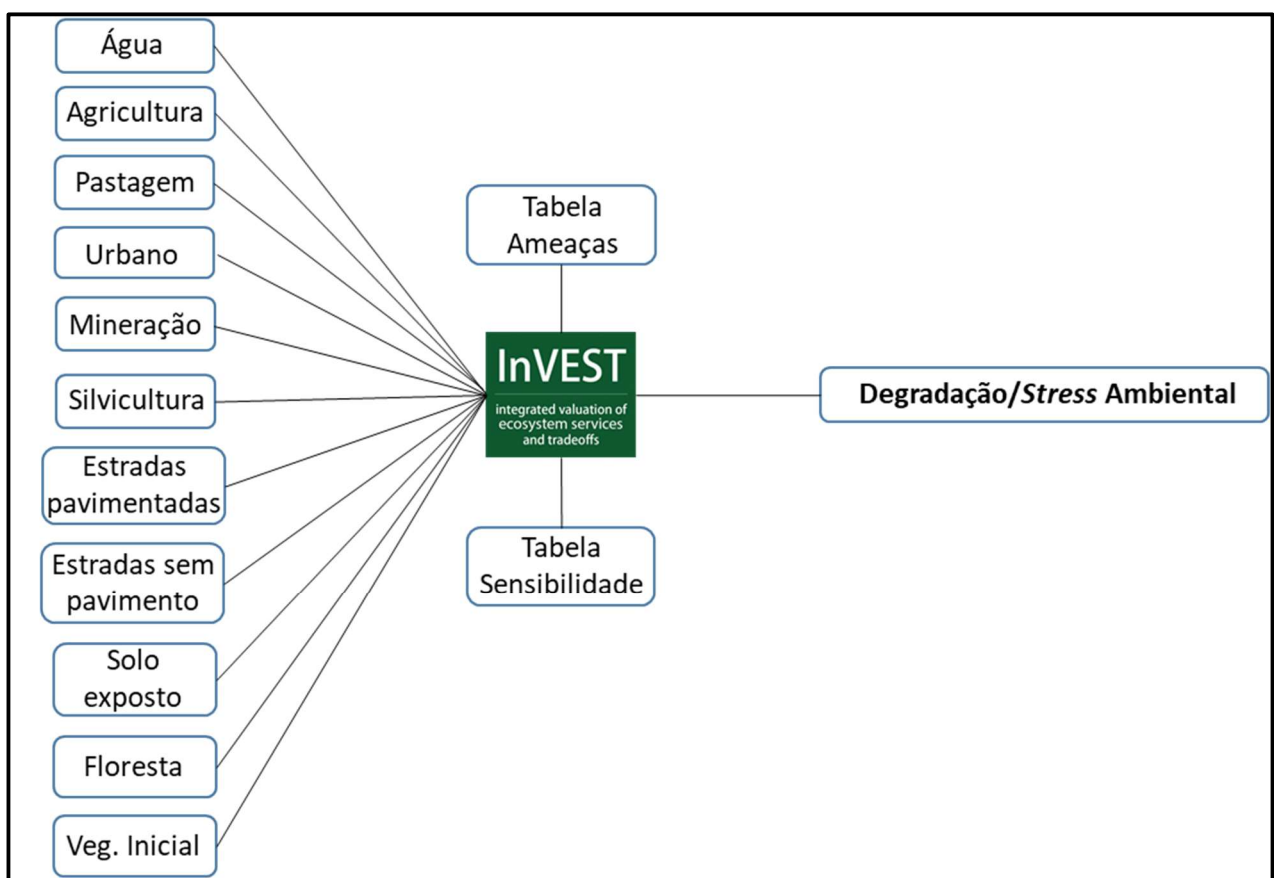 Água
Agricultura
Pastagem
Urbano
Mineração
Silvicultura
Estradas
pavimentadas
Estradas sem
pavimento
Solo
exposto
Floresta
Veg. Inicial
Tabela
Ameaças
InVEST
integrated valuation of
ecosystem services
and tradeoffs
Tabela
Sensibilidade
Degradação/Stress Ambiental